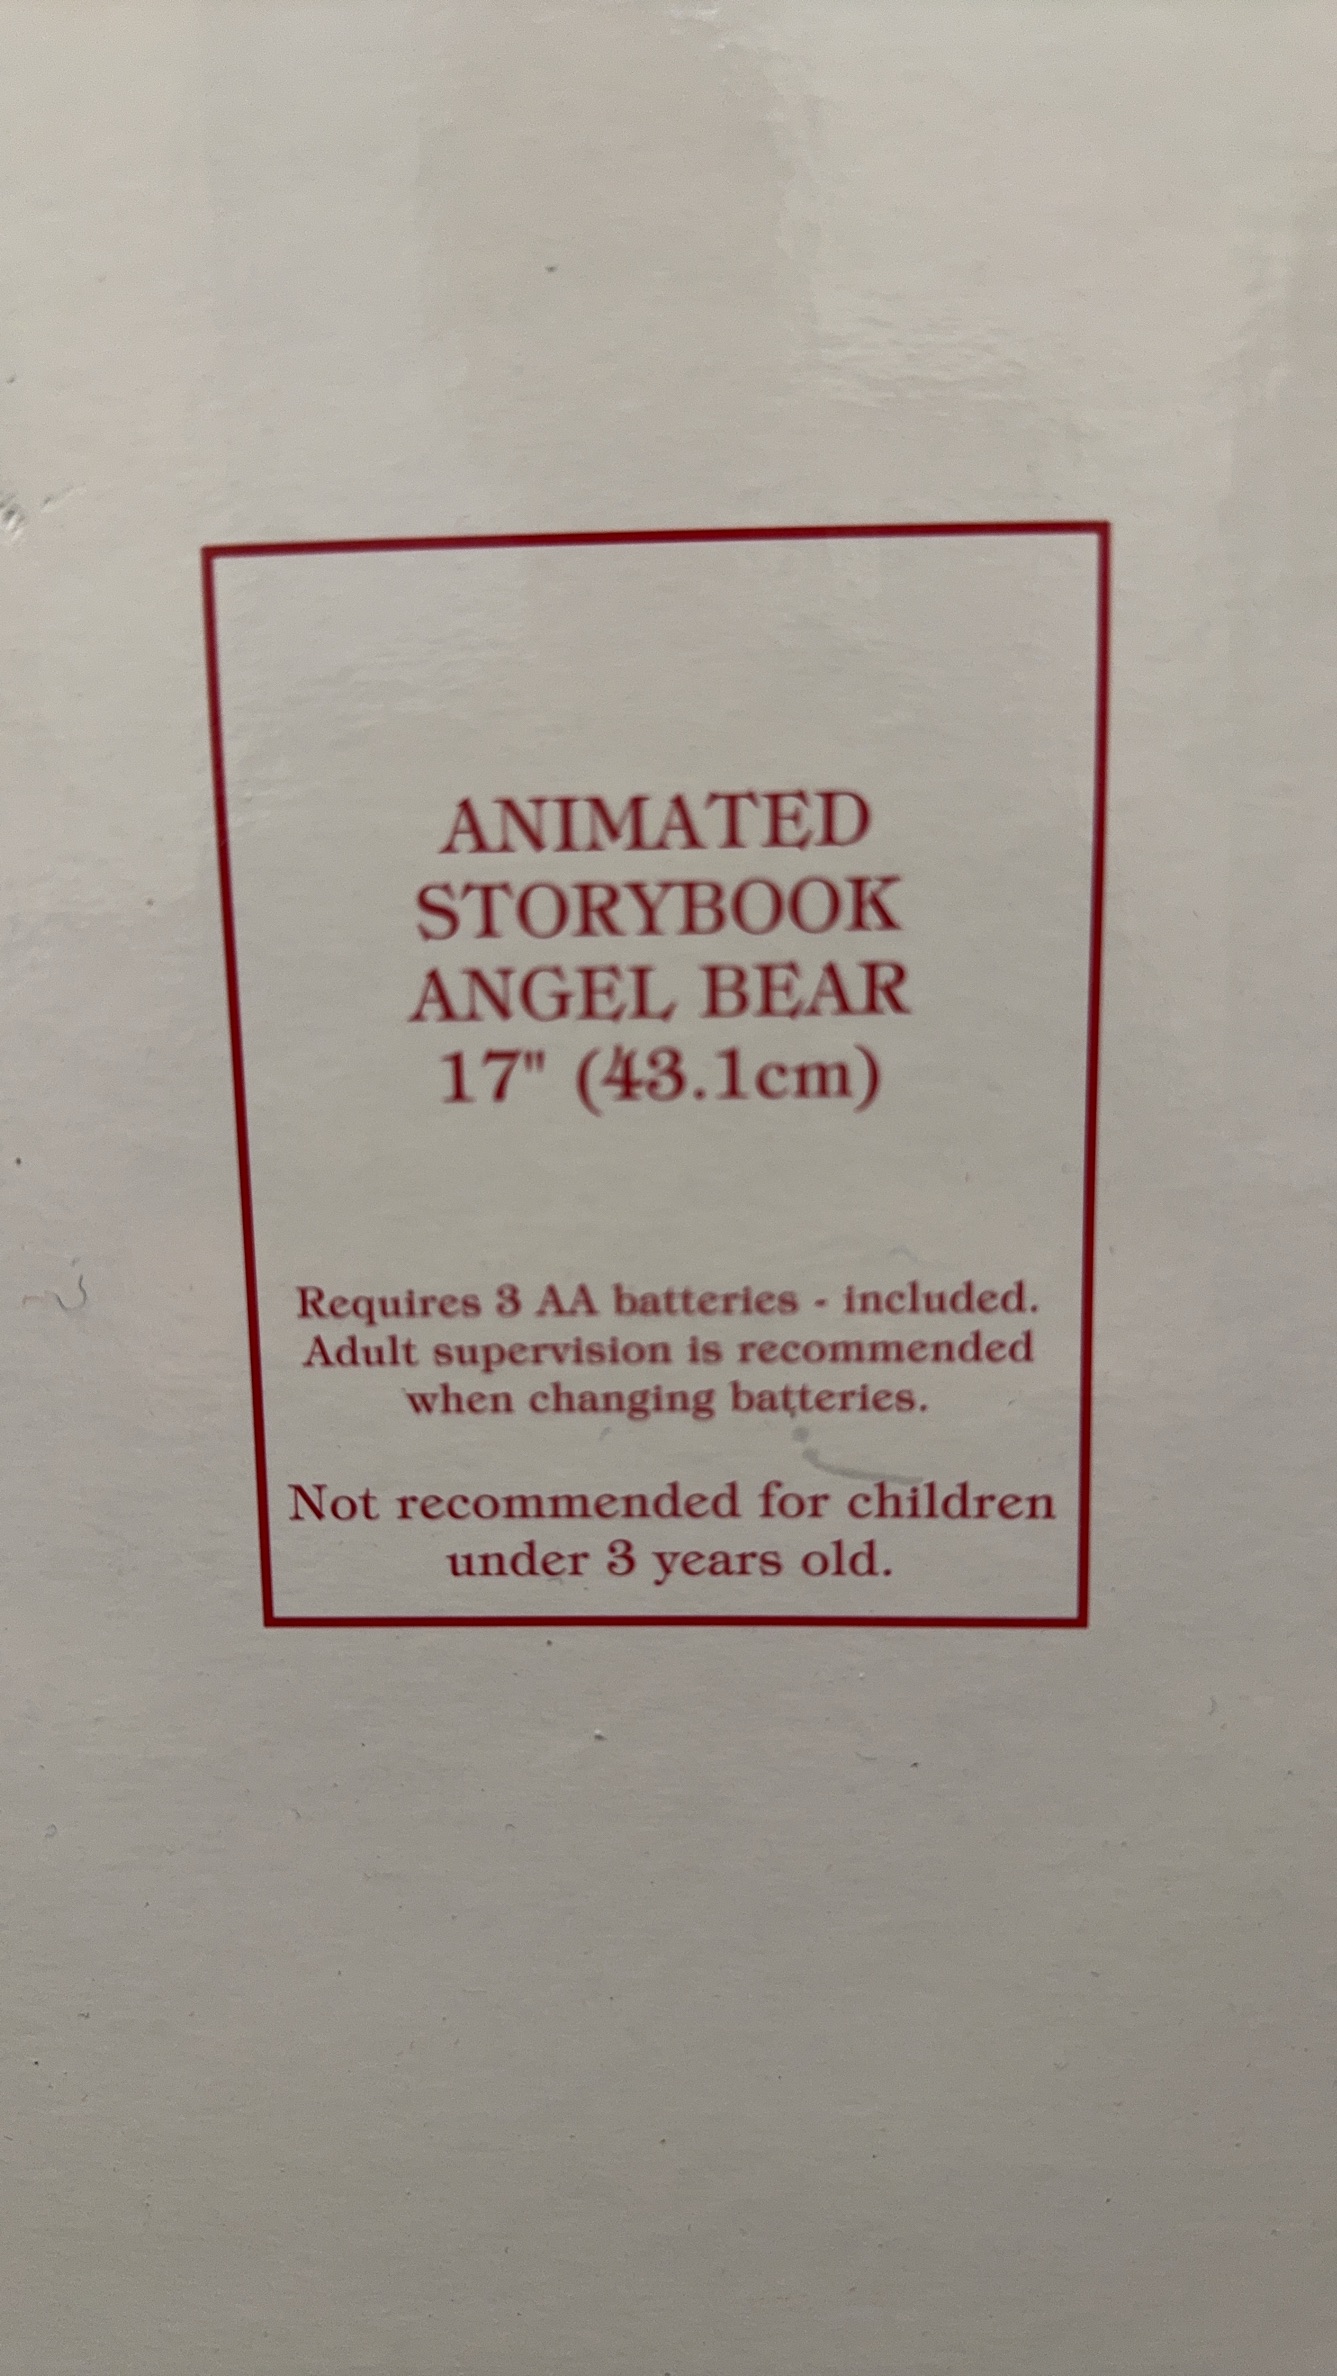 ANIMATED
STORYBOOK
ANGEL BEAR
17" (43.1cm)
Requires 3 AA batteries - included.
Adult supervision is recommended
when changing batteries.
Not recommended for children
under 3 years old.